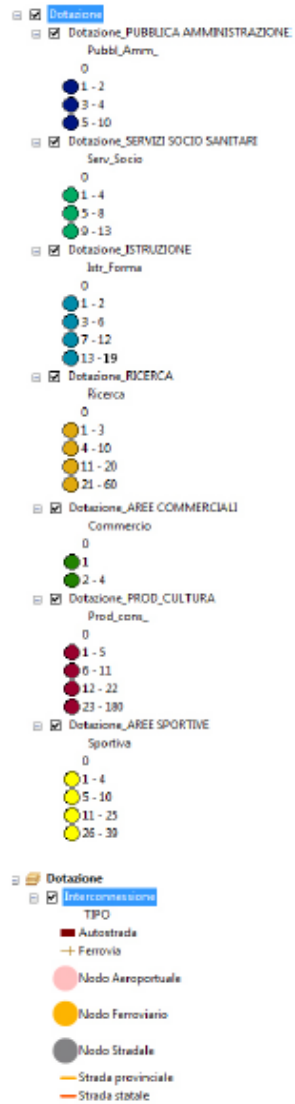 Dotazione
Dotazione_PUBBLICA AMMINISTRAZIONE
Pubbl_Amm_
0
1 - 2
3 - 4
5 - 10
Dotazione_SERVIZI SOCIO SANITARI
Serv_Socio
0
1 - 4
5 - 8
9 - 13
Dotazione_ISTRUZIONE
Istr_Forma
0
1 - 2
3 - 6
7 - 12
13 - 19
Dotazione_RICERCA
Ricerca
0
1 - 3
4 - 10
11 - 20
21 - 60
Dotazione_AREE COMMERCIALI
Commercio
0
1
2 - 4
Dotazione_PROD_CULTURA
Prod_cons_
0
1 - 5
6 - 11
12 - 22
23 - 180
Dotazione_AREE SPORTIVE
Sportiva
0
1 - 4
5 - 10
11 - 25
26 - 39
Dotazione
Interconnessione
TIPO
Autostrada
Ferrovia
Nodo Aeroportuale
Nodo Ferroviario
Nodo Stradale
Strada provinciale
Strada statale